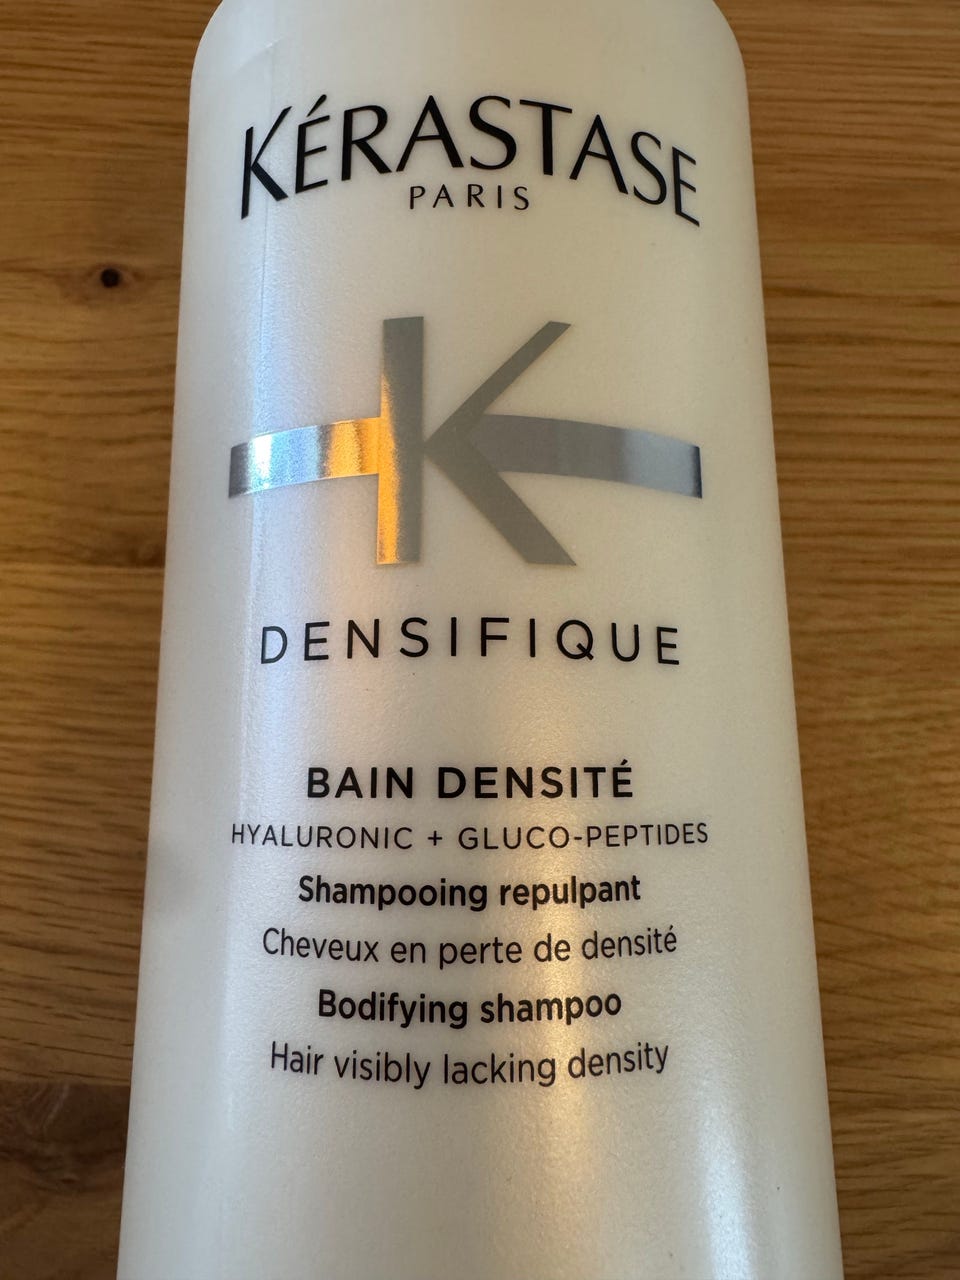 KÉRASTASE
PARIS
K
DENSIFIQUE
BAIN DENSITÉ
HYALURONIC + GLUCO-PEPTIDES
Shampooing repulpant
Cheveux en perte de densité
Bodifying shampoo
Hair visibly lacking density